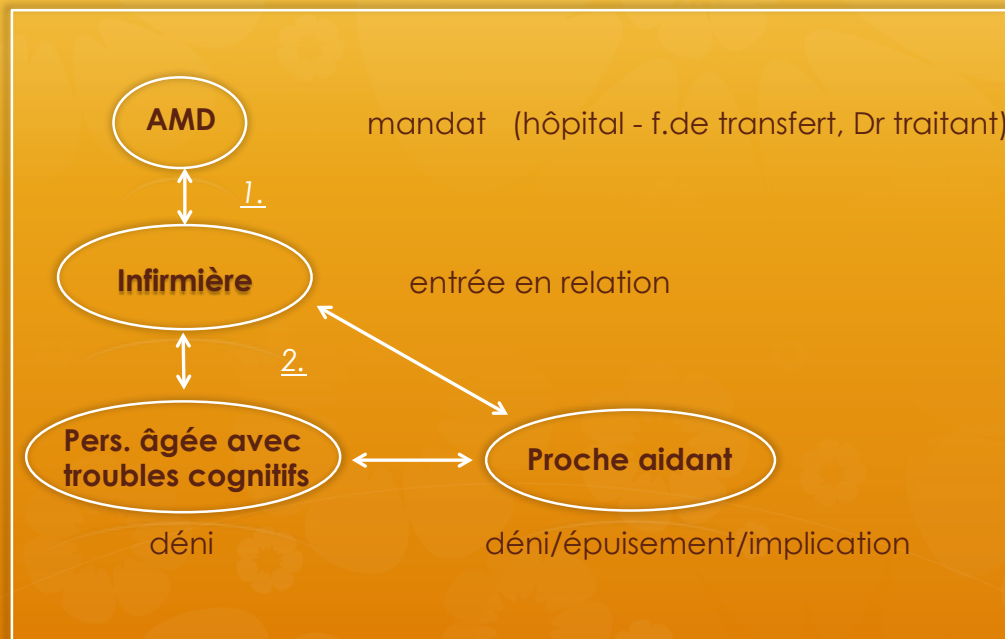 AMD
mandat (hôpital - f.de transfert, Dr traitant)
1.
Infirmière
entrée en relation
2.
Pers. âgée avec
troubles cognitifs
Proche aidant
déni
déni/épuisement/implication